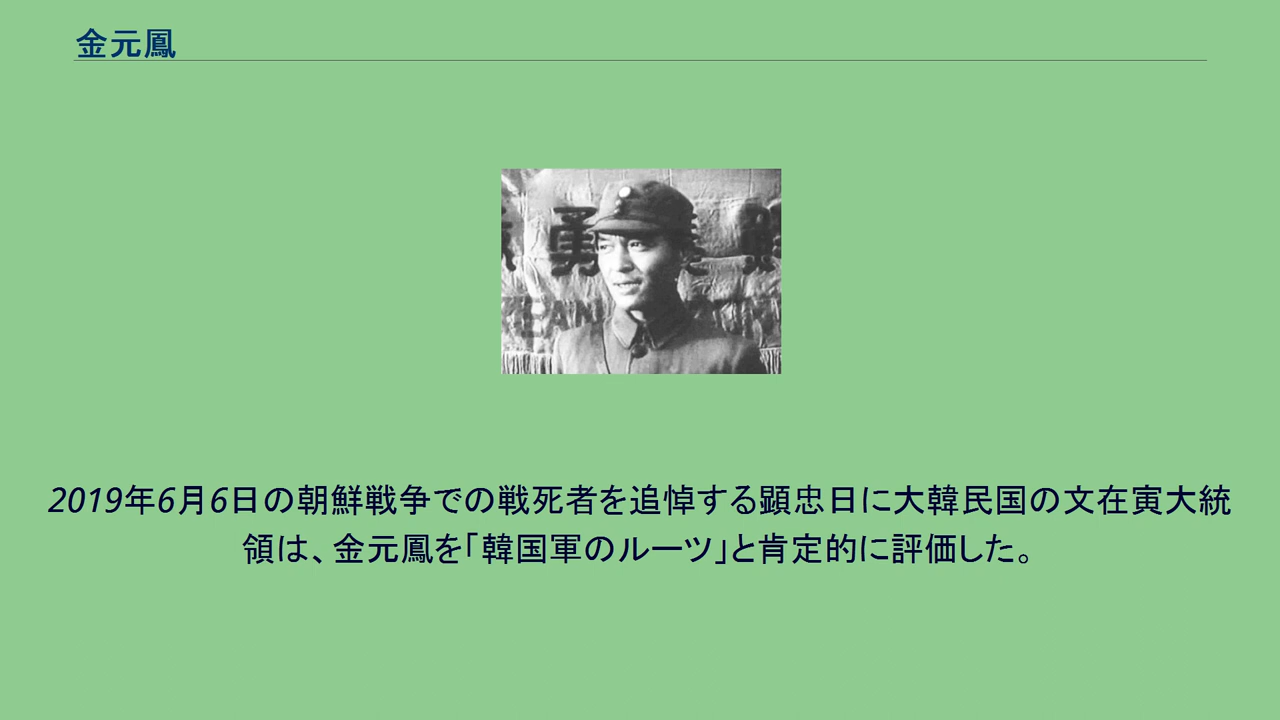 金元鳳
軍
2019年6月6日の朝鮮戦争での戦死者を追悼する顕忠日に大韓民国の文在寅大統
領は、金元鳳を「韓国軍のルーツ」と肯定的に評価した。